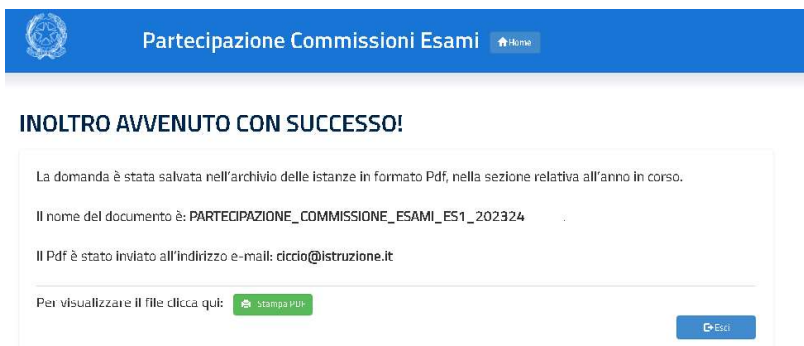 Partecipazione Commissioni Esami Home
INOLTRO AVVENUTO CON SUCCESSO!
La domanda è stata salvata nell'archivio delle istanze in formato Pdf, nella sezione relativa all'anno in corso.
Il nome del documento è: PARTECIPAZIONE_COMMISSIONE_ESAMI_ES1_202324 .
Il Pdf è stato inviato all'indirizzo e-mail: ciccio@istruzione.it
Per visualizzare il file clicca qui: Stampa PDF
Esci